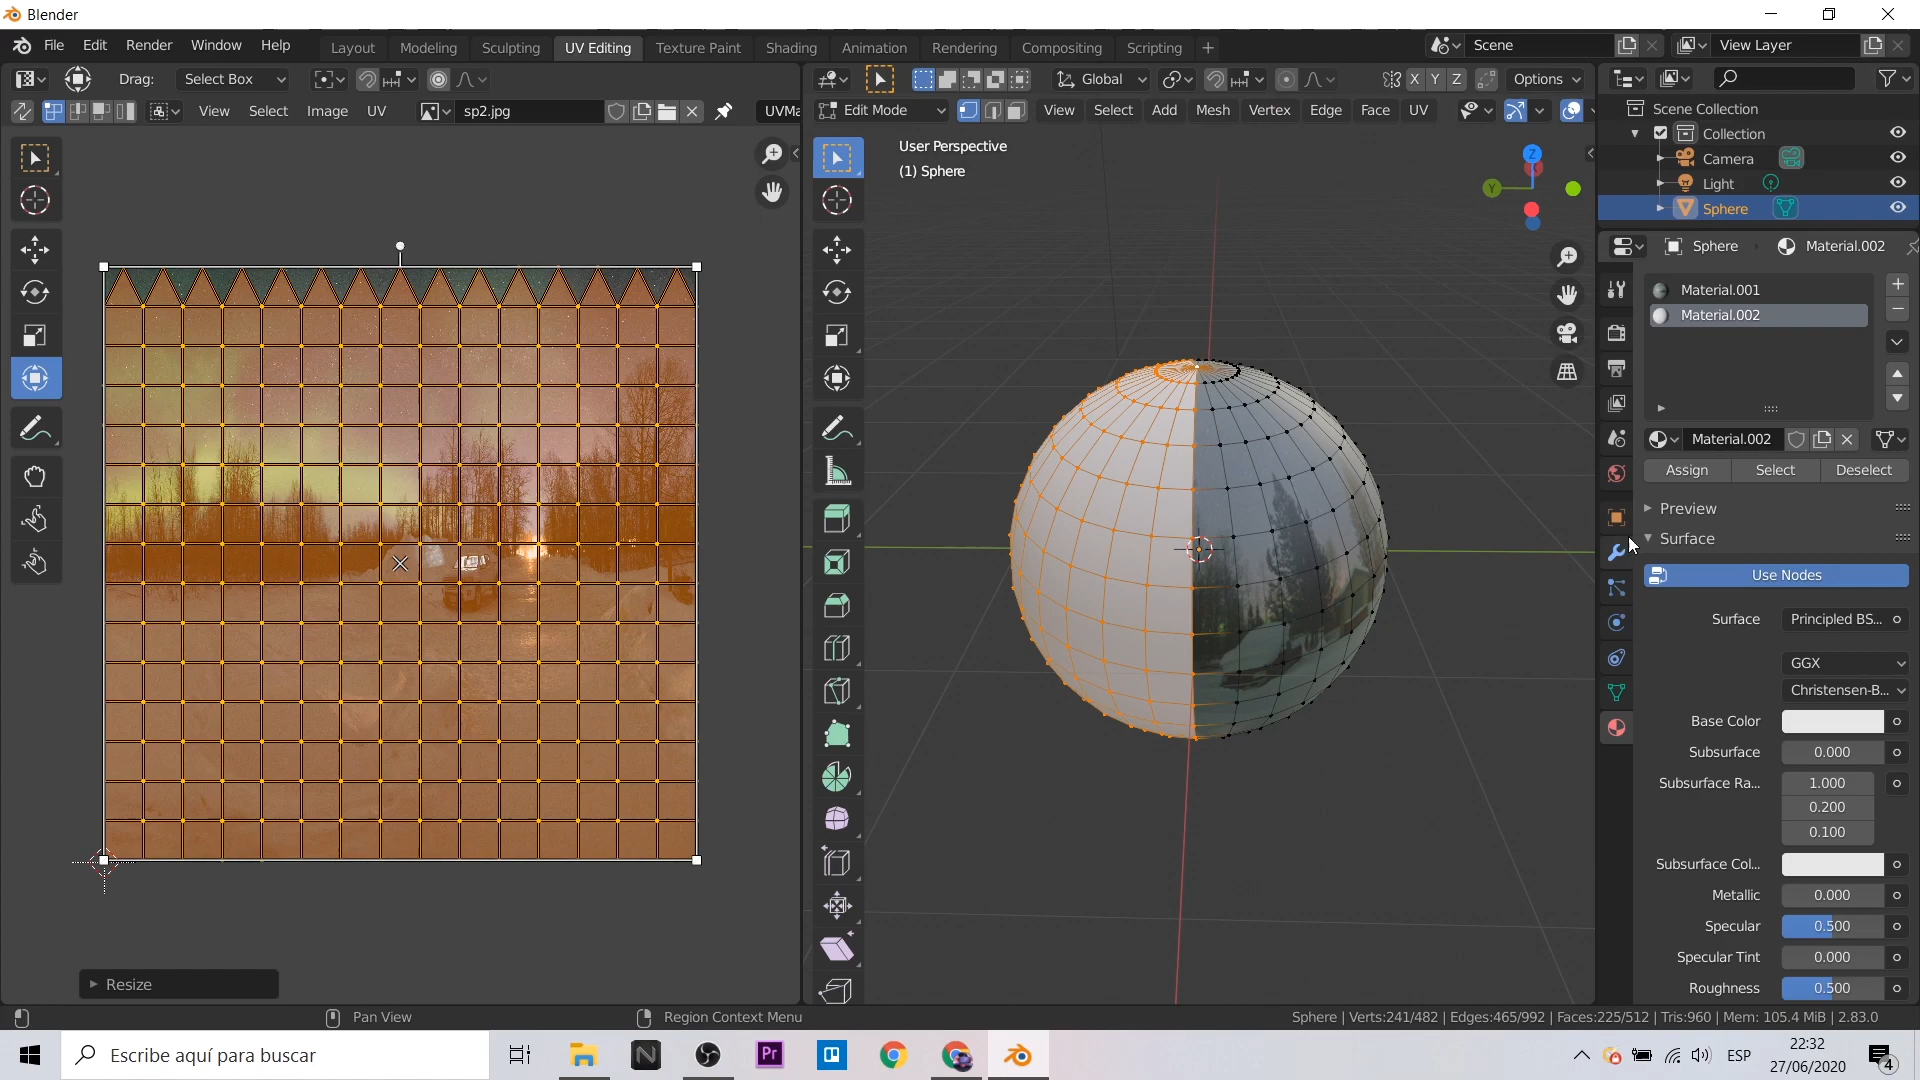 Blender
File Edit Render Window Help Layout Modeling Sculpting UV Editing Texture Paint Shading Animation Rendering Compositing Scripting + Scene View Layer
Drag: Select Box Global X Y Z Options
View Select Image UV sp2.jpg UVMa Edit Mode View Select Add Mesh Vertex Edge Face UV
Scene Collection
Collection
Camera
Light
Sphere
User Perspective
(1) Sphere
Z
Y
Sphere Material.002
Material.001
Material.002
Material.002
Assign Select Deselect
Preview
Surface
Use Nodes
Surface Principled BS...
GGX
Christensen-B...
Base Color
Subsurface 0.000
Subsurface Ra... 1.000
0.200
0.100
Subsurface Col...
Metallic 0.000
Specular 0.500
Specular Tint 0.000
Roughness 0.500
Resize
Pan View Region Context Menu Sphere | Verts:241/482 | Edges:465/992 | Faces:225/512 | Tris:960 | Mem: 105.4 MiB | 2.83.0
Escribe aquí para buscar N Pr ESP 22:32
27/06/2020 4